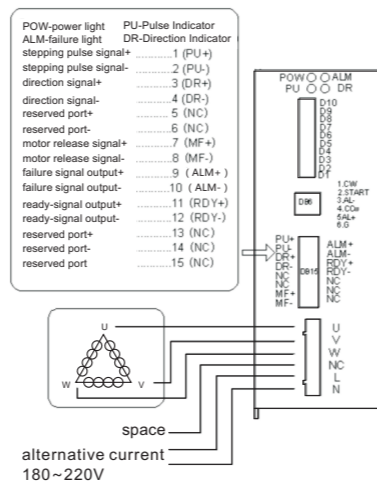 POW-power light PU-Pulse Indicator
ALM-failure light DR-Direction Indicator
stepping pulse signal+ ..............1 (PU+)
stepping pulse signal- ..............2 (PU-)
direction signal+ ..............3 (DR+)
direction signal- ..............4 (DR-)
reserved port+ ..............5 (NC)
reserved port- ..............6 (NC)
motor release signal+ ..............7 (MF+)
motor release signal- ..............8 (MF-)
failure signal output+ ..............9 (ALM+)
failure signal output- ..............10 (ALM-)
ready-signal output+ ..............11 (RDY+)
ready-signal output- ..............12 (RDY-)
reserved port+ ..............13 (NC)
reserved port- ..............14 (NC)
reserved port ..............15 (NC)
POW ALM
PU DR
D10
D9
D8
D7
D6
D5
D4
D3
D2
D1
DB6
1.CW
2.START
3.AL-
4.COM
5AL+
6.G
PU+
PU-
DR+
DR-
NC
NC
MF+
MF-
DB15
ALM+
ALM-
RDY+
RDY-
NC
NC
NC
U
V
W
NC
L
N
U
W V
space
alternative current
180~220V